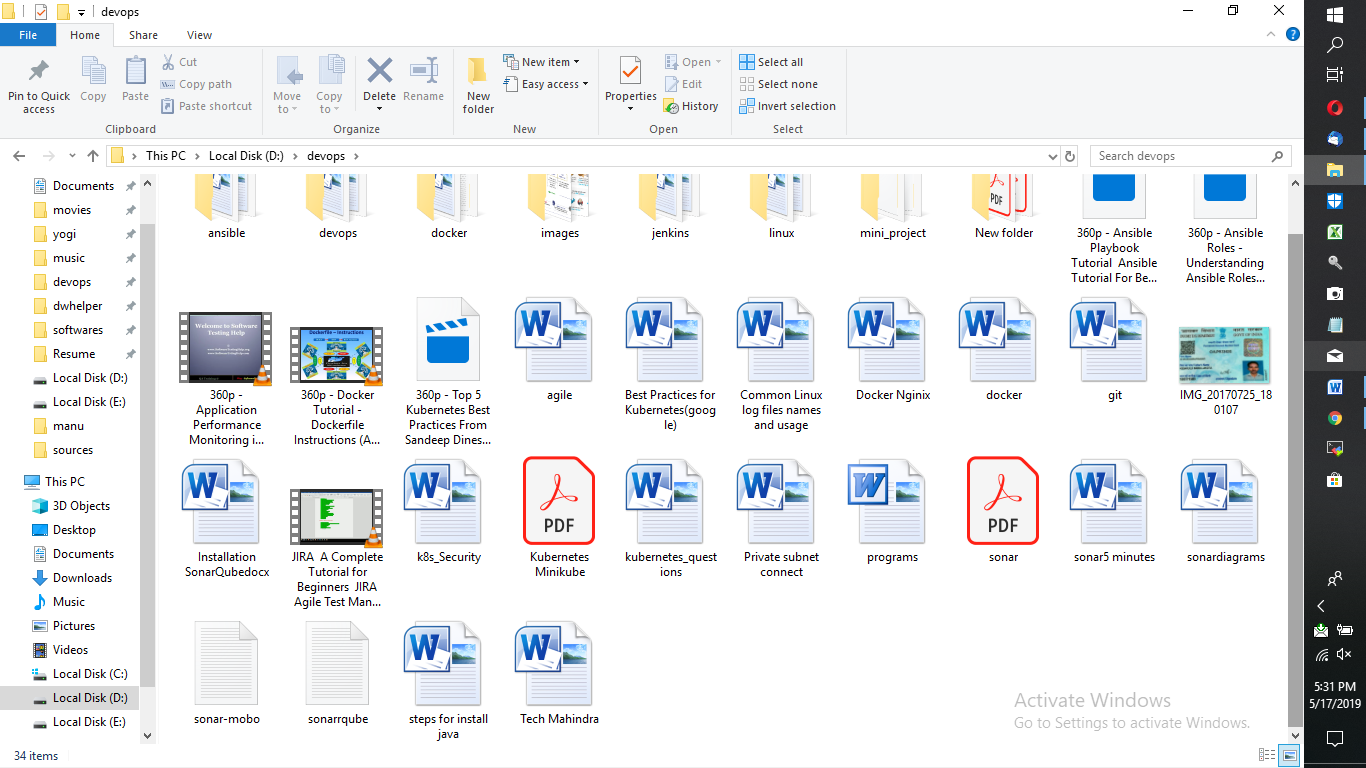 devops
File Home Share View
Pin to Quick access
Copy
Paste
Cut
Copy path
Paste shortcut
Clipboard
Move to
Copy to
Delete
Rename
Organize
New folder
New item
Easy access
New
Properties
Open
Edit
History
Open
Select all
Select none
Invert selection
Select
This PC Local Disk (D:) devops
Search devops
Documents
movies
yogi
music
devops
dwhelper
softwares
Resume
Local Disk (D:)
Local Disk (E:)
manu
sources
This PC
3D Objects
Desktop
Documents
Downloads
Music
Pictures
Videos
Local Disk (C:)
Local Disk (D:)
Local Disk (E:)
ansible
devops
docker
images
jenkins
linux
mini_project
PDF
New folder
360p - Ansible
Playbook
Tutorial Ansible
Tutorial For Be...
360p - Ansible
Roles -
Understanding
Ansible Roles...
Welcome to Software
Testing Help
360p -
Application
Performance
Monitoring i...
Dockerfile – Instructions
360p - Docker
Tutorial -
Dockerfile
Instructions (A...
360p - Top 5
Kubernetes Best
Practices From
Sandeep Dines...
agile
Best Practices for
Kubernetes(goog
le)
Common Linux
log files names
and usage
Docker Nginix
docker
git
IMG_20170725_18
0107
Installation
SonarQubedocx
JIRA A Complete
Tutorial for
Beginners JIRA
Agile Test Man...
k8s_Security
PDF
Kubernetes
Minikube
kubernetes_quest
ions
Private subnet
connect
programs
PDF
sonar
sonar5 minutes
sonardiagrams
sonar-mobo
sonarrqube
steps for install
java
Tech Mahindra
Activate Windows
Go to Settings to activate Windows.
34 items
5:31 PM
5/17/2019